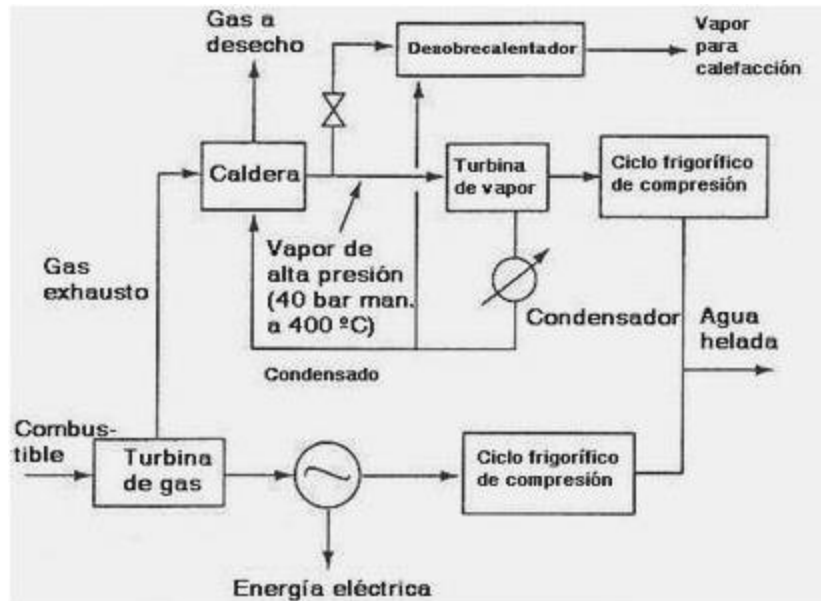 Gas a
desecho
Desobrecalentador
Vapor
para
calefacción
Caldera
Turbina
de vapor
Ciclo frigorífico
de compresión
Vapor de
alta presión
(40 bar man.
a 400 ºC)
Gas
exhausto
Condensador
Agua
helada
Condensado
Combus-
tible
Turbina
de gas
Ciclo frigorífico
de compresión
Energía eléctrica